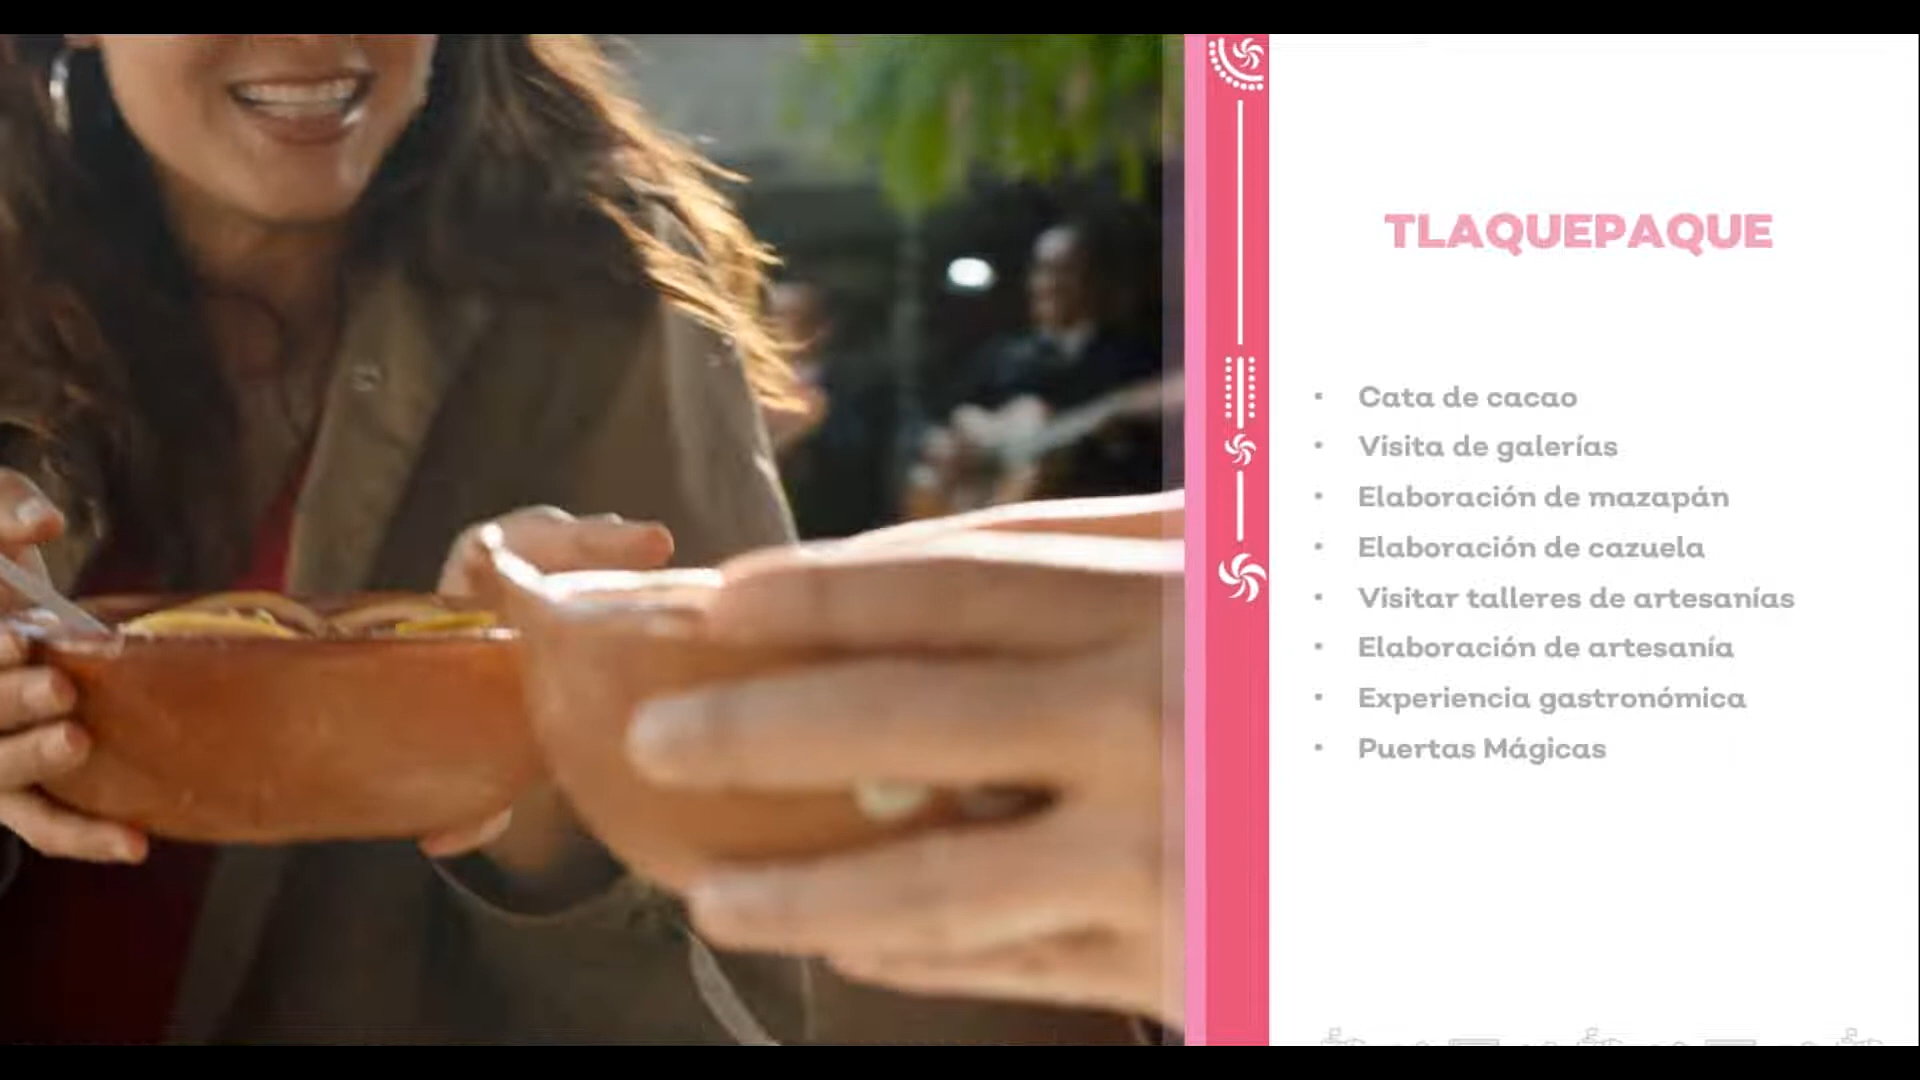 TLAQUEPAQUE
• Cata de cacao
• Visita de galerías
• Elaboración de mazapán
• Elaboración de cazuela
• Visitar talleres de artesanías
• Elaboración de artesanía
• Experiencia gastronómica
• Puertas Mágicas